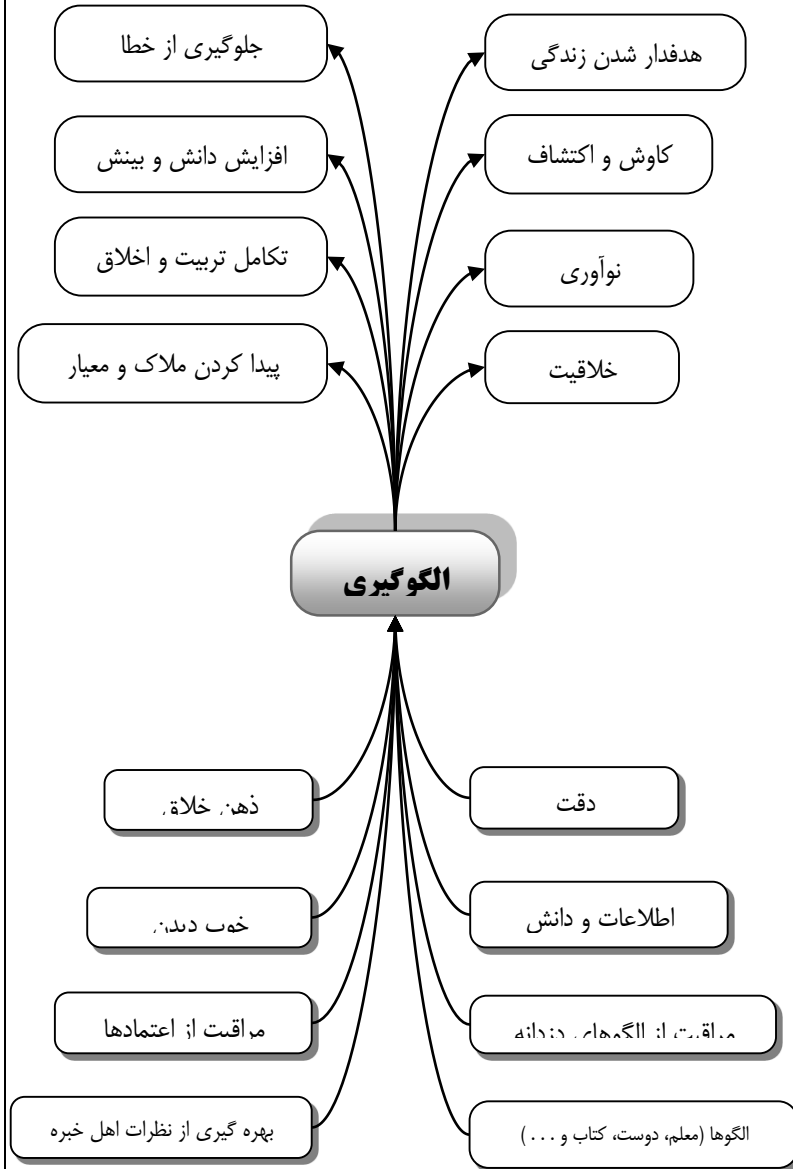 هدفدار شدن زندگی
جلوگیری از خطا
کاوش و اکتشاف
افزایش دانش و بینش
نوآوری
تکامل تربیت و اخلاق
خلاقیت
پیدا کردن ملاک و معیار
الگوگیری
دقت
ذهن خلاق
اطلاعات و دانش
خوب دیدن
مراقبت از الگوهای دزدانه
مراقبت از اعتمادها
الگوها (معلم، دوست، کتاب و . . . )
بهره گیری از نظرات اهل خبره